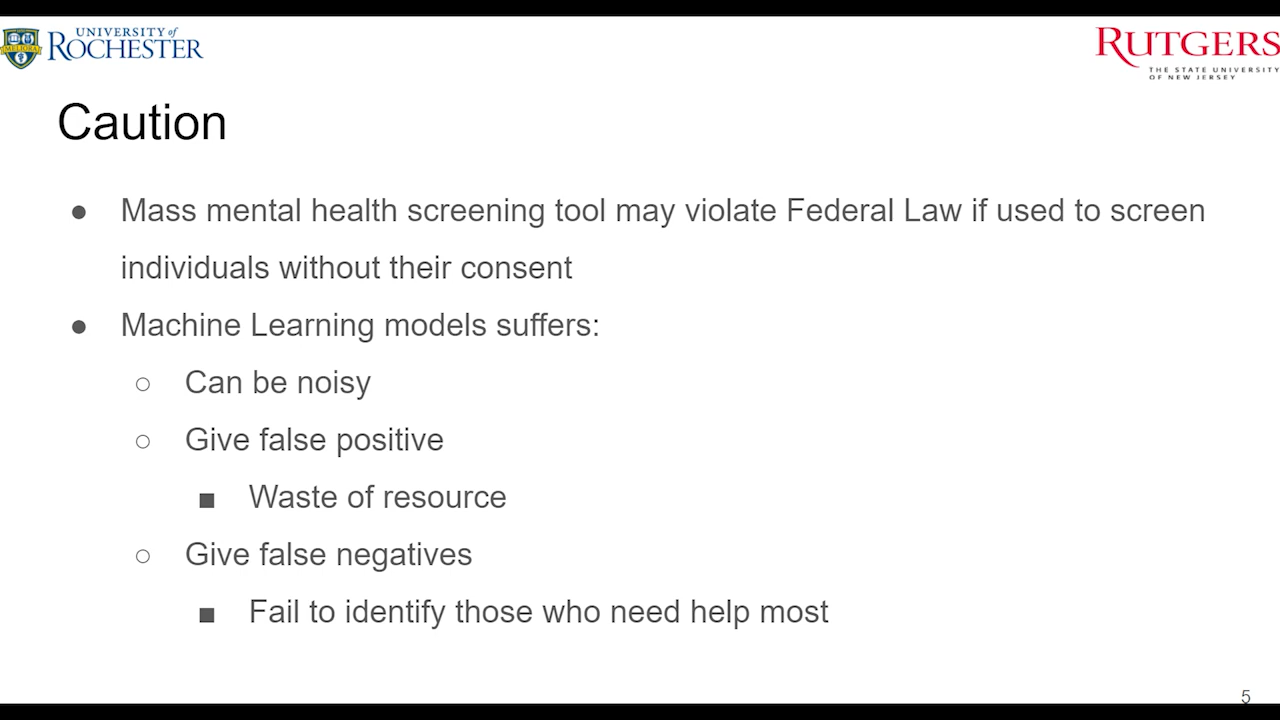 UNIVERSITY of
ROCHESTER
MELIORA
RUTGERS
THE STATE UNIVERSITY
OF NEW JERSEY
Caution
● Mass mental health screening tool may violate Federal Law if used to screen
individuals without their consent
● Machine Learning models suffers:
○ Can be noisy
○ Give false positive
■ Waste of resource
○ Give false negatives
■ Fail to identify those who need help most
5